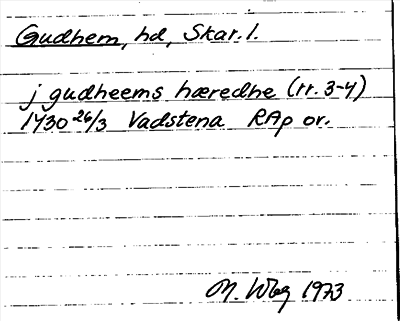 Gudhem, hd, Skar. l.
j gudheems hæredhe (rr. 3-4)
1430 26/3 Vadstena RAp or.
M. Wbg 1973